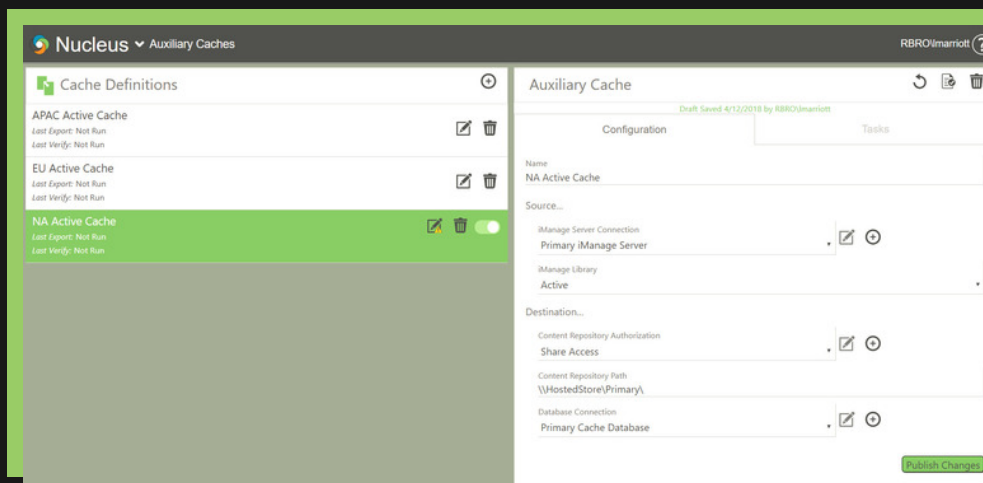 Nucleus Auxiliary Caches
RBRO\lmarriott ?
Cache Definitions
APAC Active Cache
Last Export: Not Run
Last Verify: Not Run
EU Active Cache
Last Export: Not Run
Last Verify: Not Run
NA Active Cache
Last Export: Not Run
Last Verify: Not Run
Auxiliary Cache
Draft Saved 4/12/2018 by RBRO\lmarriott
Configuration Tasks
Name
NA Active Cache
Source...
iManage Server Connection
Primary iManage Server
iManage Library
Active
Destination...
Content Repository Authorization
Share Access
Content Repository Path
\\HostedStore\Primary\
Database Connection
Primary Cache Database
Publish Changes